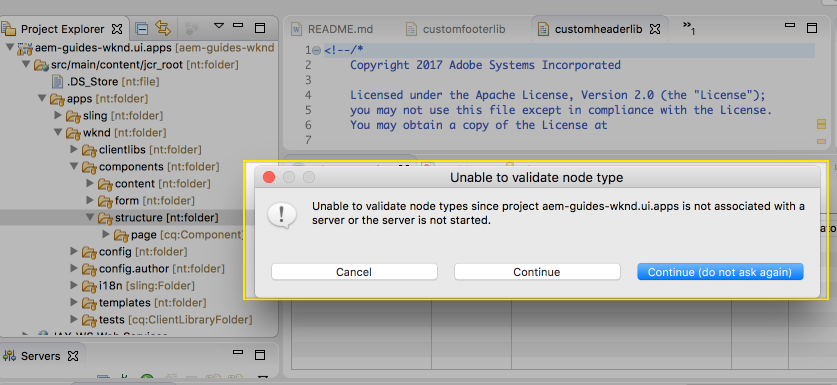 Project Explorer
aem-guides-wknd.ui.apps [aem-guides-wknd
src/main/content/jcr_root [nt:folder]
.DS_Store [nt:file]
apps [nt:folder]
sling [nt:folder]
wknd [nt:folder]
clientlibs [nt:folder]
components [nt:folder]
content [nt:folder]
form [nt:folder]
structure [nt:folder]
page [cq:Component]
config [nt:folder]
config.author [nt:folder]
i18n [sling:Folder]
templates [nt:folder]
tests [cq:ClientLibraryFolder]
JAX-WS Web Services
Servers
README.md
customfooterlib
customheaderlib
»1
1 <!--/*
2 Copyright 2017 Adobe Systems Incorporated
3
4 Licensed under the Apache License, Version 2.0 (the "License");
5 you may not use this file except in compliance with the License.
6 You may obtain a copy of the License at
7
Unable to validate node type
Unable to validate node types since project aem-guides-wknd.ui.apps is not associated with a
server or the server is not started.
Cancel
Continue
Continue (do not ask again)